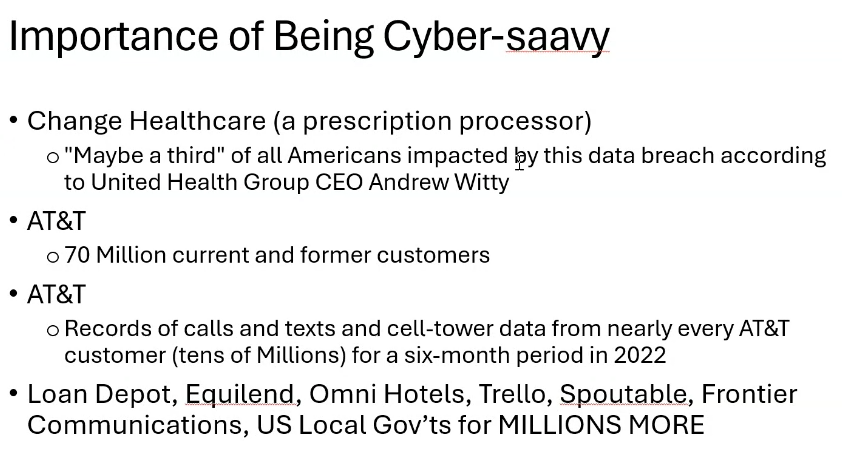 Importance of Being Cyber-saavy
• Change Healthcare (a prescription processor)
o "Maybe a third" of all Americans impacted by this data breach according
to United Health Group CEO Andrew Witty
• AT&T
o 70 Million current and former customers
• AT&T
o Records of calls and texts and cell-tower data from nearly every AT&T
customer (tens of Millions) for a six-month period in 2022
• Loan Depot, Equilend, Omni Hotels, Trello, Spoutable, Frontier
Communications, US Local Gov’ts for MILLIONS MORE